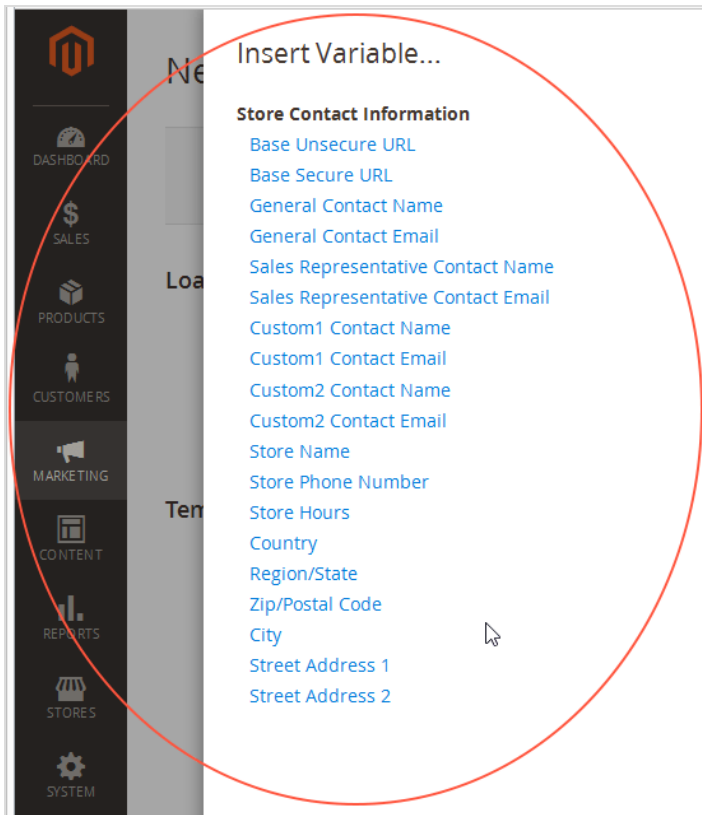 Insert Variable...
Ne
Store Contact Information
Base Unsecure URL
Base Secure URL
General Contact Name
General Contact Email
Sales Representative Contact Name
Sales Representative Contact Email
Custom1 Contact Name
Custom1 Contact Email
Custom2 Contact Name
Custom2 Contact Email
Store Name
Store Phone Number
Store Hours
Country
Region/State
Zip/Postal Code
City
Street Address 1
Street Address 2
DASHBOARD
SALES
PRODUCTS
CUSTOMERS
MARKETING
CONTENT
REPORTS
STORES
SYSTEM
Loa
Tem